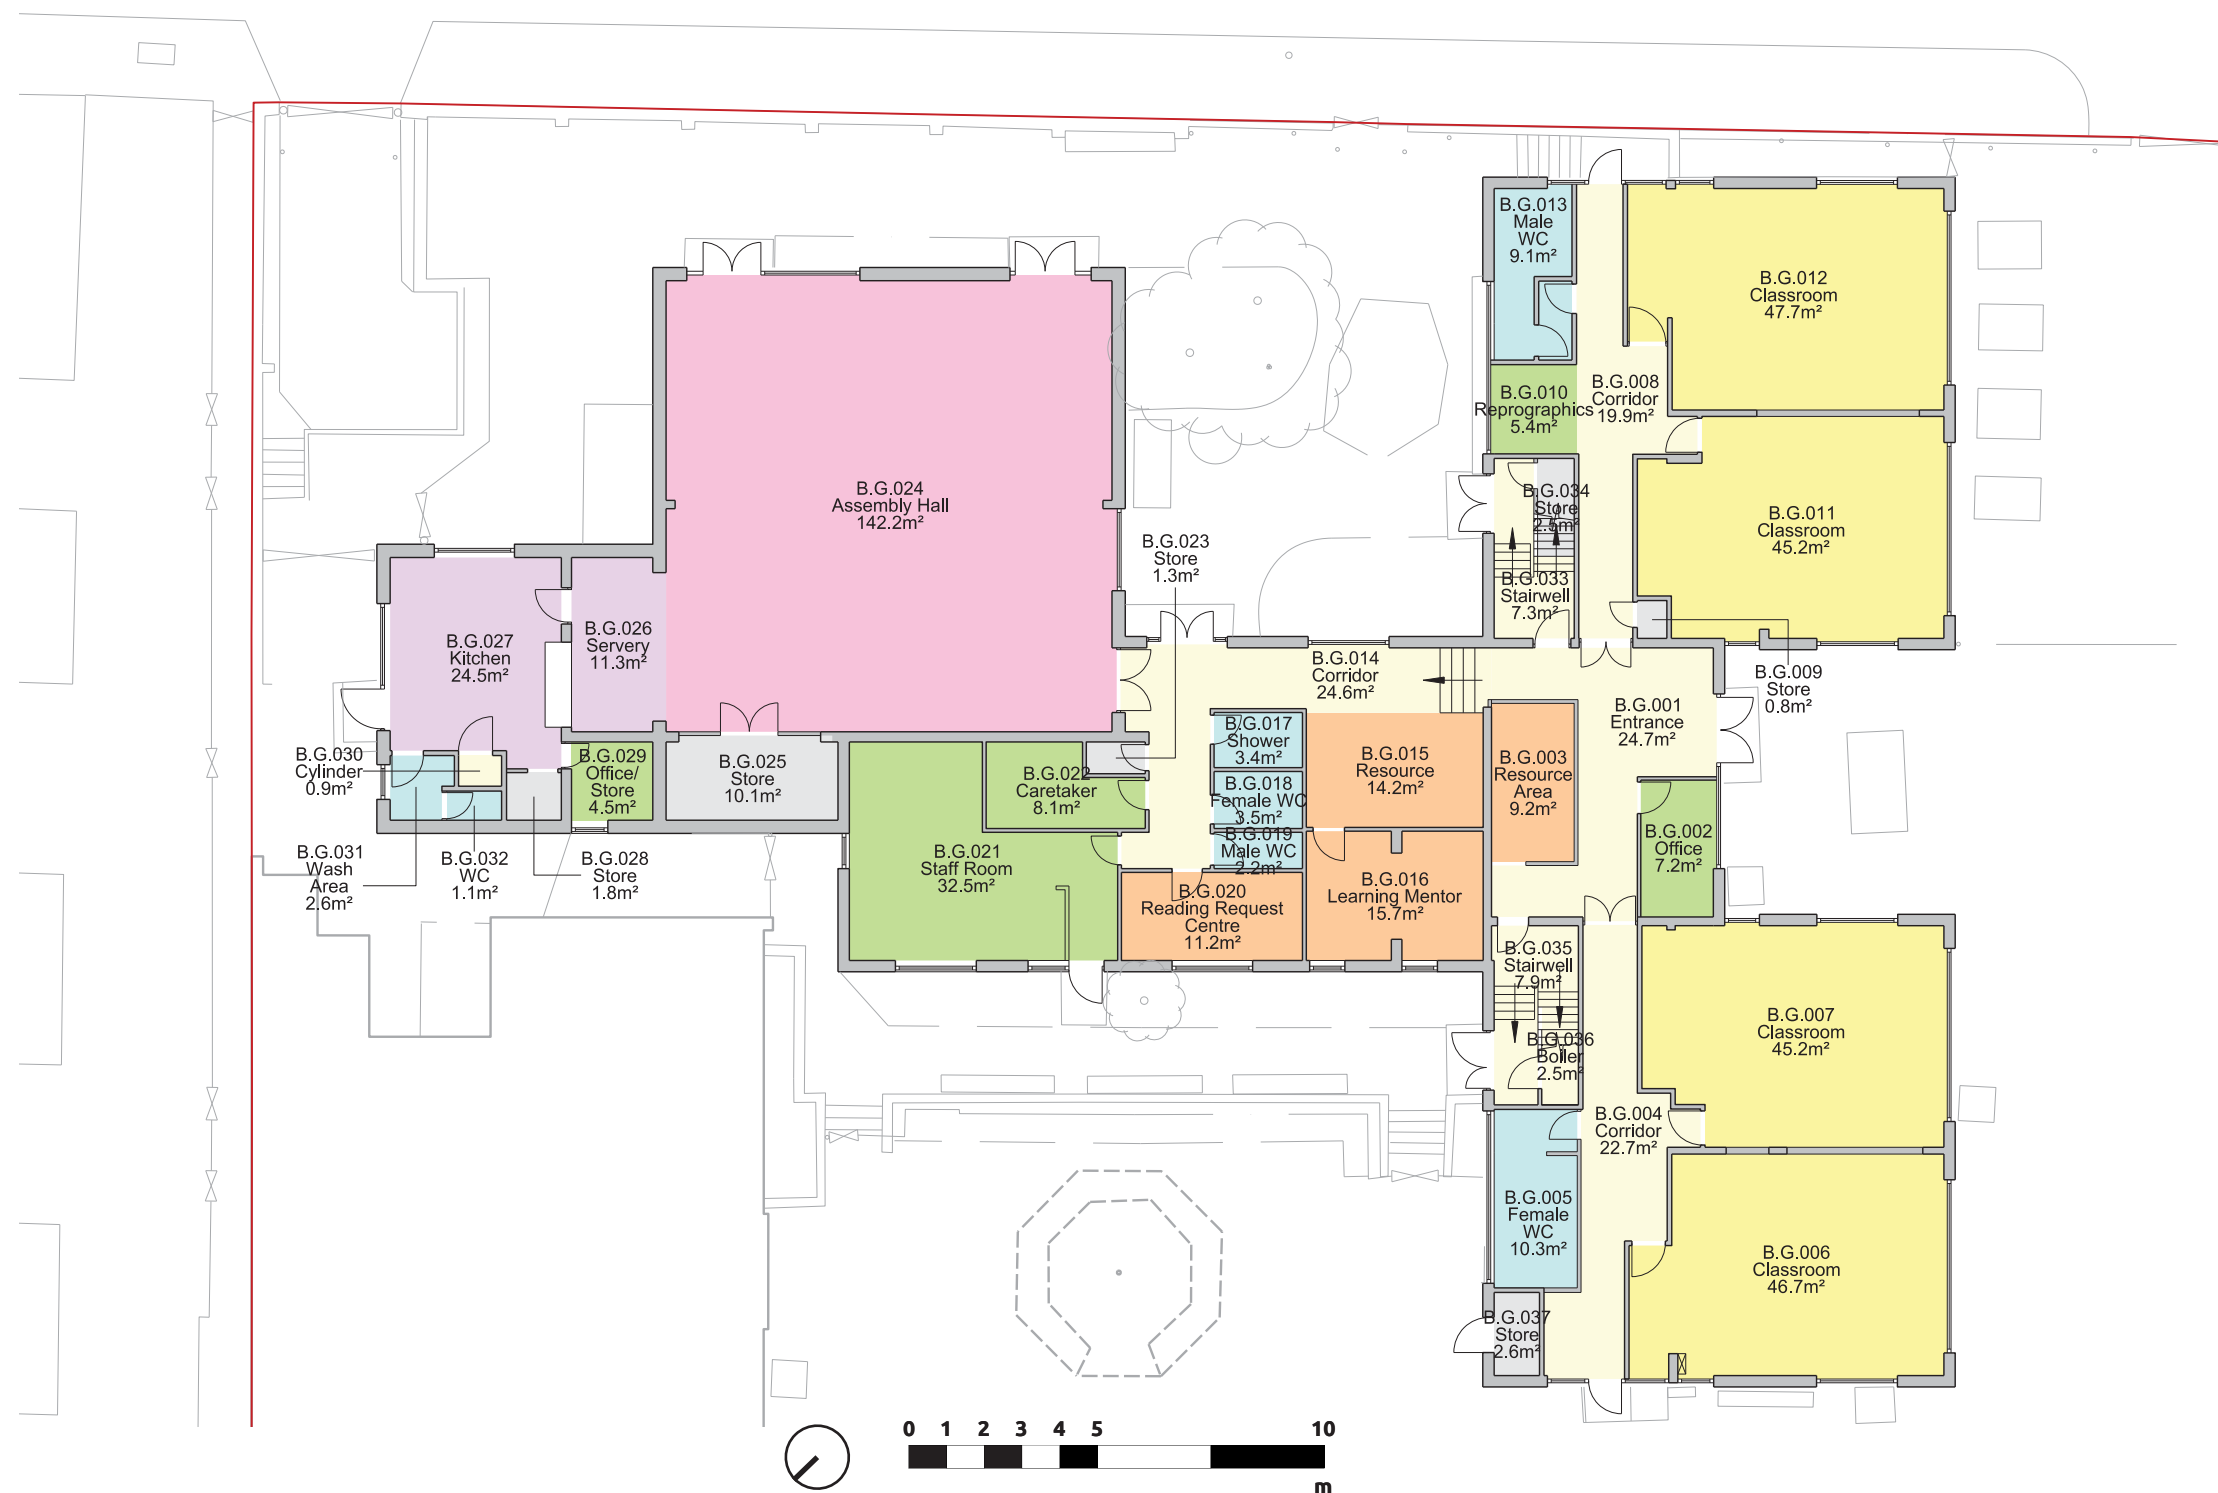 B.G.013
Male
WC
9.1m²
B.G.012
Classroom
47.7m²
B.G.010
Reprographics
5.4m²
B.G.008
Corridor
19.9m²
B.G.024
Assembly Hall
142.2m²
B.G.034
Store
2.5m²
B.G.011
Classroom
45.2m²
B.G.023
Store
1.3m²
B.G.033
Stairwell
7.3m²
B.G.027
Kitchen
24.5m²
B.G.026
Servery
11.3m²
B.G.014
Corridor
24.6m²
B.G.009
Store
0.8m²
B.G.001
Entrance
24.7m²
B.G.030
Cylinder
0.9m²
B.G.029
Office/
Store
4.5m²
B.G.025
Store
10.1m²
B.G.022
Caretaker
8.1m²
B.G.017
Shower
3.4m²
B.G.018
Female WC
3.5m²
B.G.019
Male WC
2.2m²
B.G.015
Resource
14.2m²
B.G.003
Resource
Area
9.2m²
B.G.002
Office
7.2m²
B.G.031
Wash
Area
2.6m²
B.G.032
WC
1.1m²
B.G.028
Store
1.8m²
B.G.021
Staff Room
32.5m²
B.G.020
Reading Request
Centre
11.2m²
B.G.016
Learning Mentor
15.7m²
B.G.035
Stairwell
7.9m²
B.G.036
Boiler
2.5m²
B.G.007
Classroom
45.2m²
B.G.004
Corridor
22.7m²
B.G.005
Female
WC
10.3m²
B.G.006
Classroom
46.7m²
B.G.037
Store
2.6m²
0 1 2 3 4 5 10
m